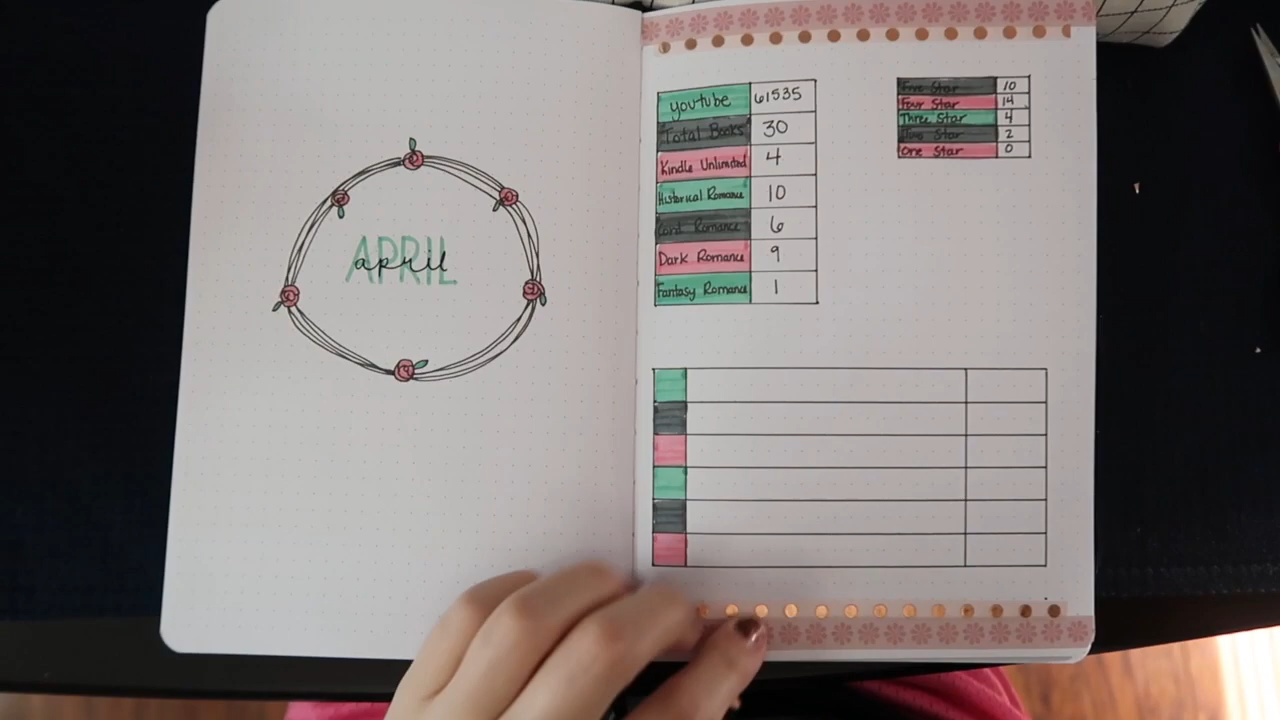 APRIL
april
youtube 61535
Total Books 30
Kindle Unlimited 4
Historical Romance 10
Cont Romance 6
Dark Romance 9
Fantasy Romance 1
Five Star 10
Four Star 14
Three Star 4
Two Star 2
One Star 0